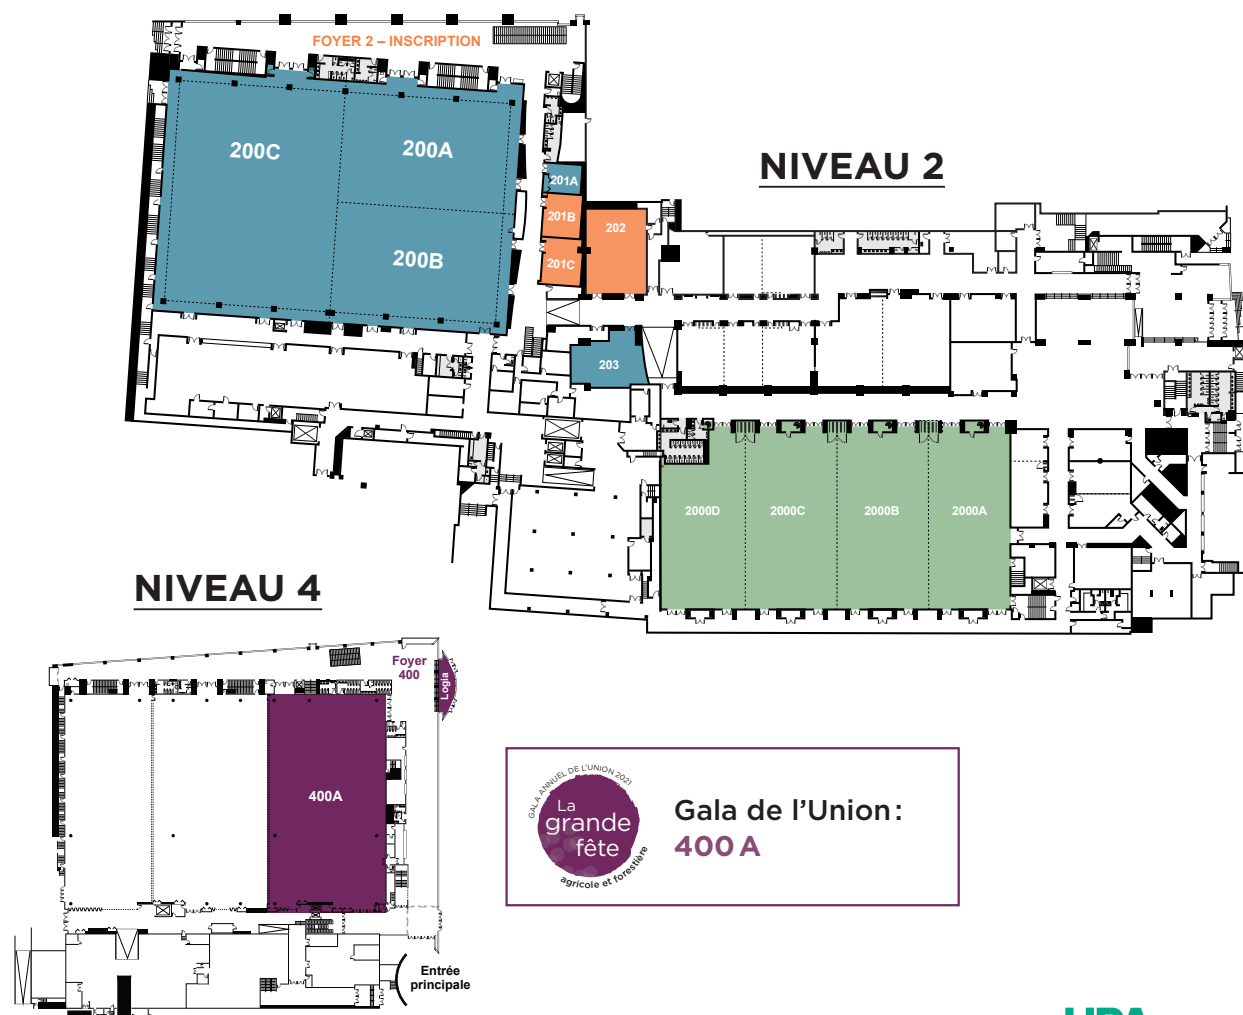 FOYER 2 – INSCRIPTION
200C
200A
NIVEAU 2
201A
201B
202
200B
201C
203
2000D
2000C
2000B
2000A
NIVEAU 4
Foyer
400
Logia
400A
GALA ANNUEL DE L'UNION 2021
La
grande
fête
agricole et forestière
Gala de l'Union :
400 A
Entrée
principale
UPA